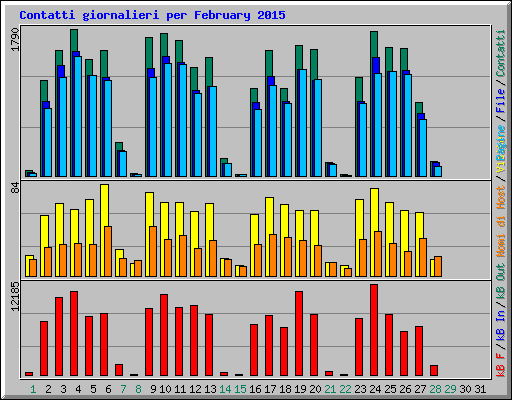 Contatti giornalieri per February 2015
1790
84
12185
kB F / kB In / kB Out Nomi di Host / Pagine / File / Contatti
1 2 3 4 5 6 7 8 9 10 11 12 13 14 15 16 17 18 19 20 21 22 23 24 25 26 27 28 29 30 31